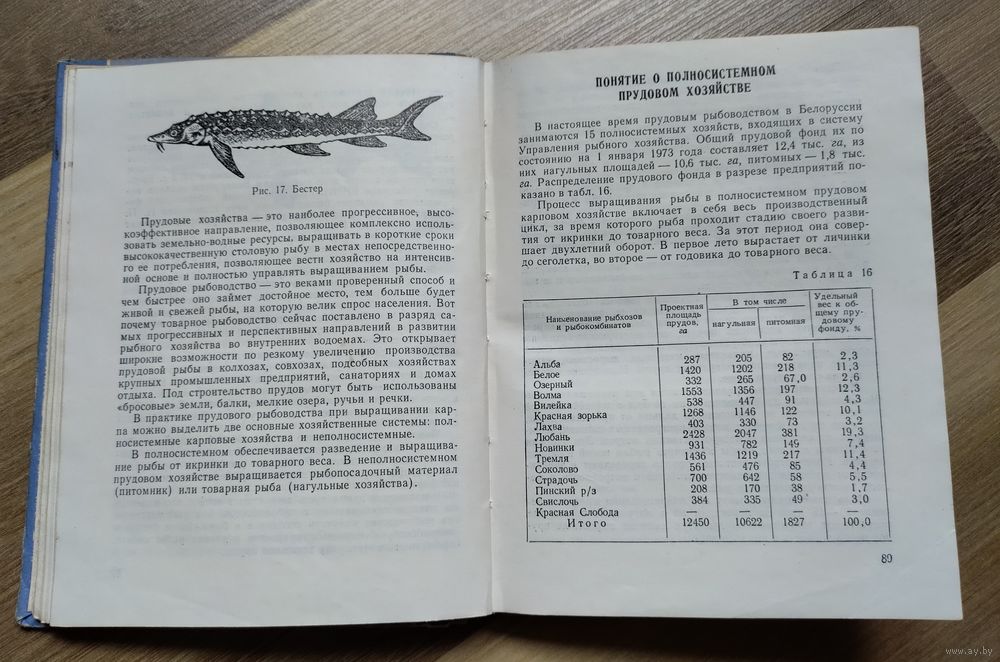 Рис. 17. Бестер
Прудовые хозяйства — это наиболее прогрессивное, высо-
коэффективное направление, позволяющее комплексно исполь-
зовать земельно-водные ресурсы, выращивать в короткие сроки
высококачественную столовую рыбу в местах непосредственно-
го ее потребления, позволяющее вести хозяйство на интенсив-
ной основе и полностью управлять выращиванием рыбы.
Прудовое рыбоводство — это веками проверенный способ и
чем быстрее оно займет достойное место, тем больше будет
живой и свежей рыбы, на которую велик спрос населения. Вот
почему товарное рыбоводство сейчас поставлено в разряд са-
мых прогрессивных и перспективных направлений в развитии
рыбного хозяйства во внутренних водоемах. Это открывает
широкие возможности по резкому увеличению производства
прудовой рыбы в колхозах, совхозах, подсобных хозяйствах
крупных промышленных предприятий, санаториях и домах
отдыха. Под строительство прудов могут быть использованы
«бросовые» земли, балки, мелкие озера, ручьи и речки.
В практике прудового рыбоводства при выращивании кар-
па можно выделить две основные хозяйственные системы: пол-
носистемные карповые хозяйства и неполносистемные.
В полносистемном обеспечивается разведение и выращива-
ние рыбы от икринки до товарного веса. В неполносистемном
прудовом хозяйстве выращивается рыбопосадочный материал
(питомник) или товарная рыба (нагульные хозяйства).
ПОНЯТИЕ О ПОЛНОСИСТЕМНОМ
ПРУДОВОМ ХОЗЯЙСТВЕ
В настоящее время прудовым рыбоводством в Белоруссии
занимаются 15 полносистемных хозяйств, входящих в систему
Управления рыбного хозяйства. Общий прудовой фонд их по
состоянию на 1 января 1973 года составляет 12,4 тыс. га, из
них нагульных площадей — 10,6 тыс. га, питомных — 1,8 тыс.
га. Распределение прудового фонда в разрезе предприятий по-
казано в табл. 16.
Процесс выращивания рыбы в полносистемном прудовом
карповом хозяйстве включает в себя весь производственный
цикл, за время которого рыба проходит стадию своего разви-
тия от икринки до товарного веса. За этот период она совер-
шает двухлетний оборот. В первое лето вырастает от личинки
до сеголетка, во второе — от годовика до товарного веса.
Таблица 16
Наименование рыбхозов и рыбокомбинатов | Проектная площадь прудов, га | В том числе нагульная | питомная | Удельный вес к об-щему пру-довому фонду, %
Альба 287 205 82 2,3
Белое 1420 1202 218 11,3
Озерный 332 265 67,0 2,6
Волма 1553 1356 197 12,3
Вилейка 538 447 91 4,3
Красная зорька 1268 1146 122 10,1
Лахва 403 330 73 3,2
Любань 2428 2047 381 19,3
Новинки 931 782 149 7,4
Тремля 1436 1219 217 11,4
Соколово 561 476 85 4,4
Страдочь 700 642 58 5,5
Пинский р/з 208 170 38 1,7
Свислочь 384 335 49 3,0
Красная Слобода — — — —
Итого 12450 10622 1827 100,0
89
www.ay.by